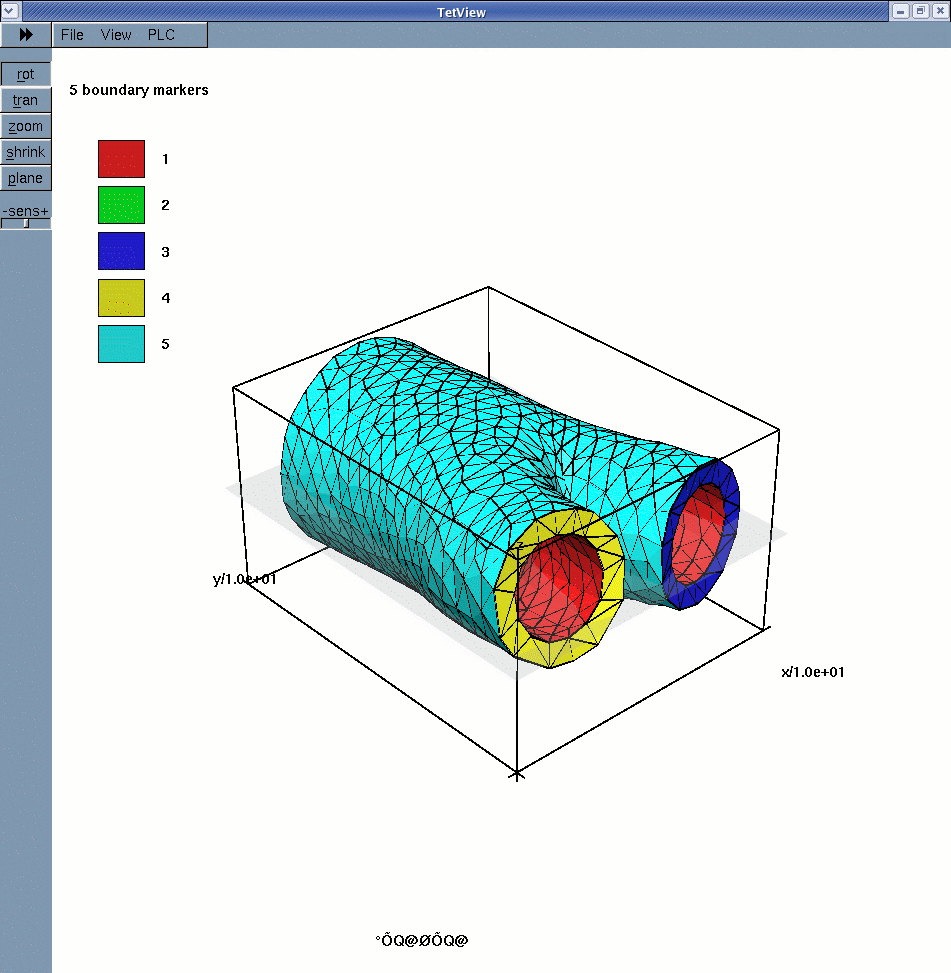 TetView
File View PLC
rot
tran
zoom
shrink
plane
-sens+
5 boundary markers
1
2
3
4
5
z
y/1.0e+01
x/1.0e+01
°ÕQ@ØÕQ@